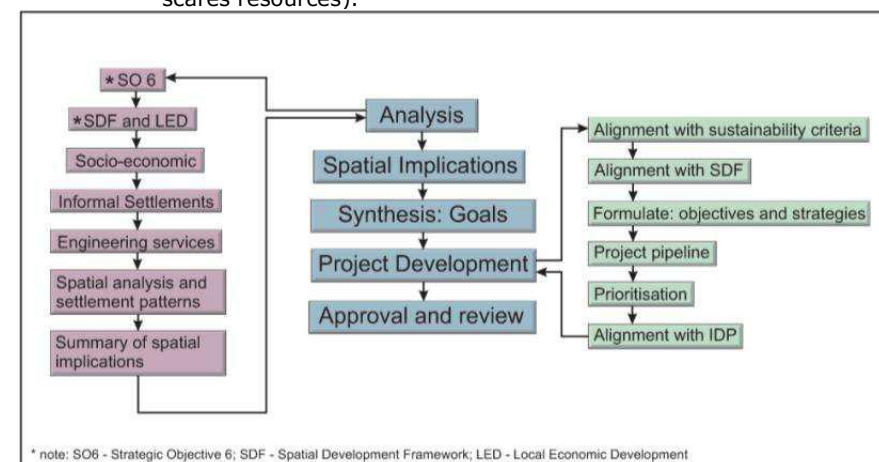 scares resources).
* SO 6
*SDF and LED
Socio-economic
Informal Settlements
Engineering services
Spatial analysis and
settlement patterns
Summary of spatial
implications
Analysis
Spatial Implications
Synthesis: Goals
Project Development
Approval and review
Alignment with sustainability criteria
Alignment with SDF
Formulate: objectives and strategies
Project pipeline
Prioritisation
Alignment with IDP
* note: SO6 - Strategic Objective 6; SDF - Spatial Development Framework; LED - Local Economic Development